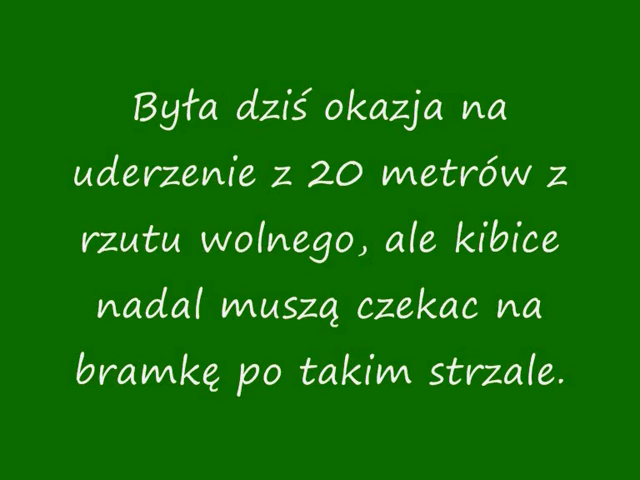 Była dziś okazja na
uderzenie z 20 metrów z
rzutu wolnego, ale kibice
nadal muszą czekac na
bramkę po takim strzale.